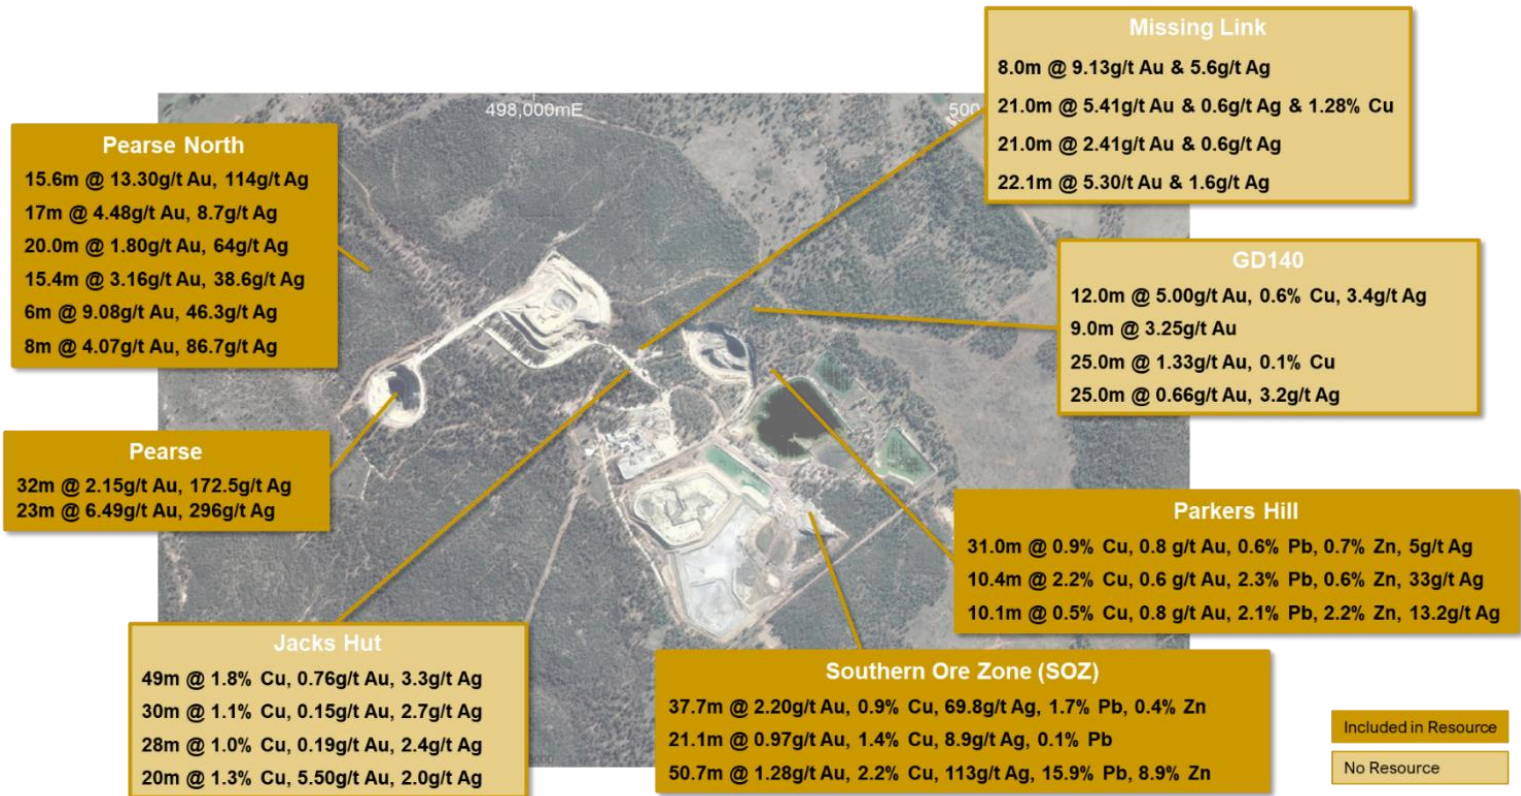 Missing Link
8.0m @ 9.13g/t Au & 5.6g/t Ag
21.0m @ 5.41g/t Au & 0.6g/t Ag & 1.28% Cu
21.0m @ 2.41g/t Au & 0.6g/t Ag
22.1m @ 5.30/t Au & 1.6g/t Ag
498,000mE
500
Pearse North
15.6m @ 13.30g/t Au, 114g/t Ag
17m @ 4.48g/t Au, 8.7g/t Ag
20.0m @ 1.80g/t Au, 64g/t Ag
15.4m @ 3.16g/t Au, 38.6g/t Ag
6m @ 9.08g/t Au, 46.3g/t Ag
8m @ 4.07g/t Au, 86.7g/t Ag
GD140
12.0m @ 5.00g/t Au, 0.6% Cu, 3.4g/t Ag
9.0m @ 3.25g/t Au
25.0m @ 1.33g/t Au, 0.1% Cu
25.0m @ 0.66g/t Au, 3.2g/t Ag
Pearse
32m @ 2.15g/t Au, 172.5g/t Ag
23m @ 6.49g/t Au, 296g/t Ag
Parkers Hill
31.0m @ 0.9% Cu, 0.8 g/t Au, 0.6% Pb, 0.7% Zn, 5g/t Ag
10.4m @ 2.2% Cu, 0.6 g/t Au, 2.3% Pb, 0.6% Zn, 33g/t Ag
10.1m @ 0.5% Cu, 0.8 g/t Au, 2.1% Pb, 2.2% Zn, 13.2g/t Ag
Jacks Hut
49m @ 1.8% Cu, 0.76g/t Au, 3.3g/t Ag
30m @ 1.1% Cu, 0.15g/t Au, 2.7g/t Ag
28m @ 1.0% Cu, 0.19g/t Au, 2.4g/t Ag
20m @ 1.3% Cu, 5.50g/t Au, 2.0g/t Ag
Southern Ore Zone (SOZ)
37.7m @ 2.20g/t Au, 0.9% Cu, 69.8g/t Ag, 1.7% Pb, 0.4% Zn
21.1m @ 0.97g/t Au, 1.4% Cu, 8.9g/t Ag, 0.1% Pb
50.7m @ 1.28g/t Au, 2.2% Cu, 113g/t Ag, 15.9% Pb, 8.9% Zn
Included in Resource
No Resource